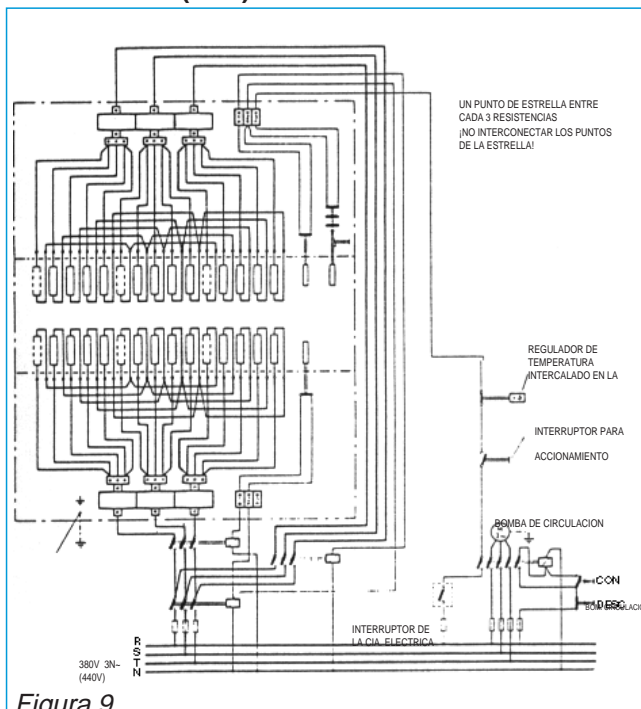 UN PUNTO DE ESTRELLA ENTRE
CADA 3 RESISTENCIAS
¡NO INTERCONECTAR LOS PUNTOS
DE LA ESTRELLA!
REGULADOR DE
TEMPERATURA
INTERCALADO EN LA
INTERRUPTOR PARA
ACCIONAMIENTO
BOMBA DE CIRCULACION
CON
DESC
INTERRUPTOR DE
LA CIA. ELECTRICA
R
S
T
N
380V 3N~
(440V)
Figura 9